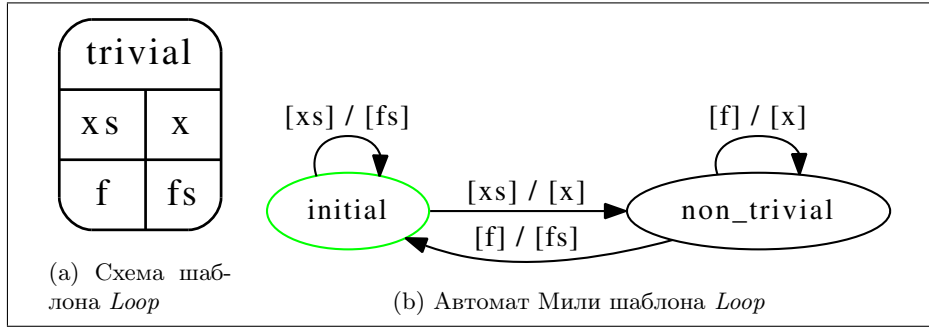 trivial
xs x
f fs
(a) Схема шаб-
лона Loop
[xs] / [fs]
[f] / [x]
initial
[xs] / [x]
non_trivial
[f] / [fs]
(b) Автомат Мили шаблона Loop